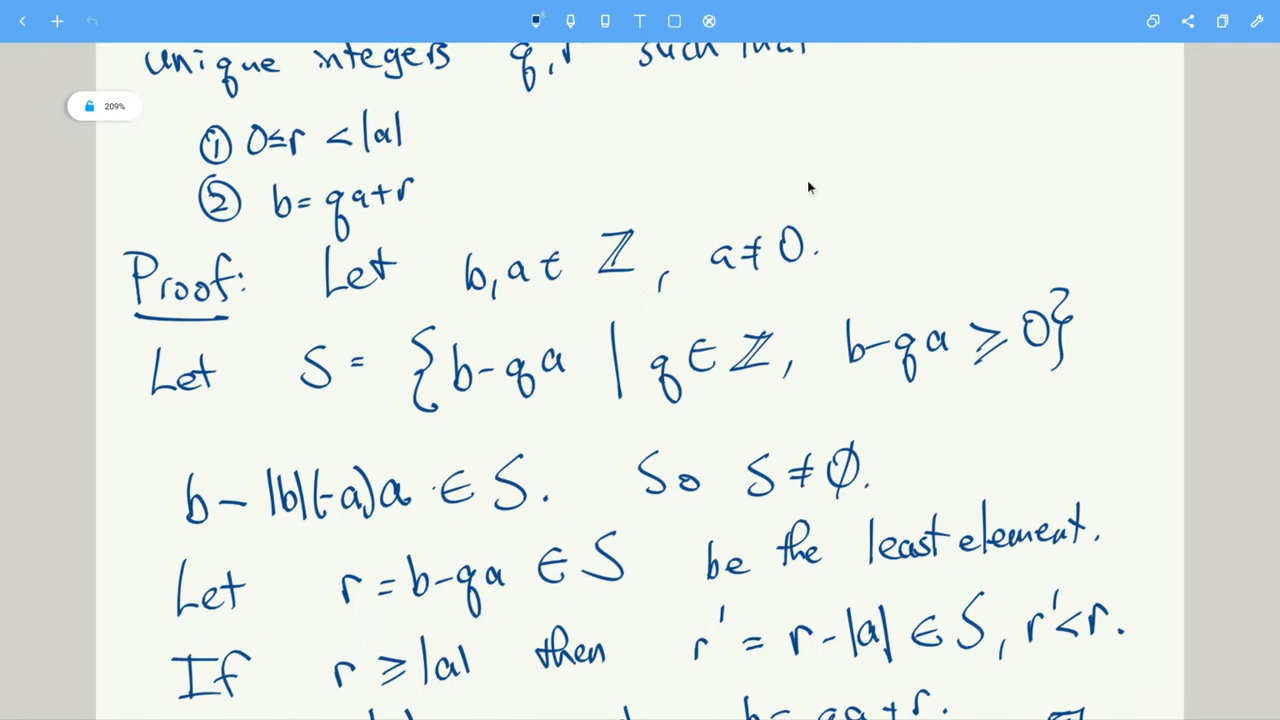 unique integers q,r such that
209%
① 0≤r <|a|
② b= qa+r
Proof: Let b,a ∈ ℤ, a≠0.
Let S = {b-qa | q ∈ ℤ, b-qa ⩾ 0}
b - |b|(-a)a ∈ S. So S ≠ ∅.
Let r = b-qa ∈ S be the least element.
If r ⩾ |a| then r' = r - |a| ∈ S, r' < r.
b= qa+r.